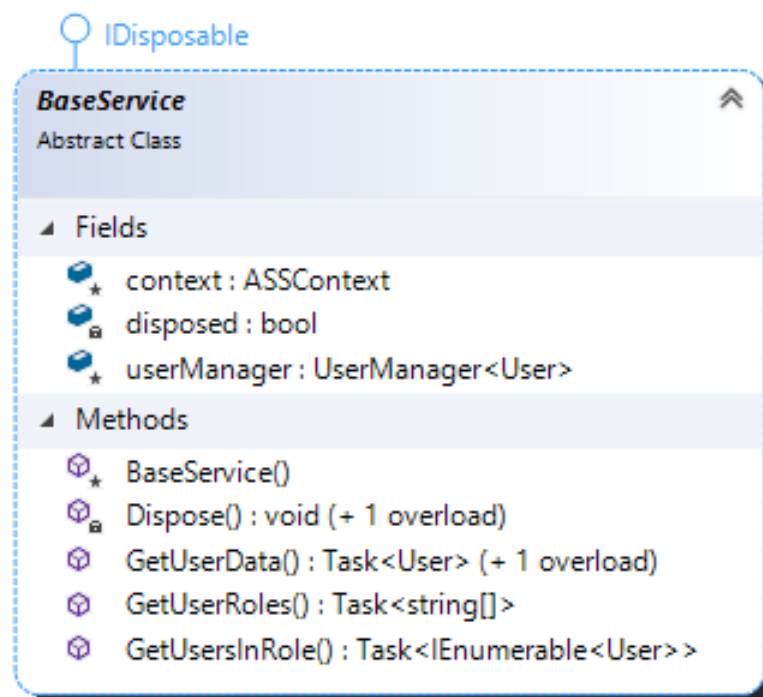 IDisposable
BaseService
Abstract Class
Fields
context : ASSContext
disposed : bool
userManager : UserManager<User>
Methods
BaseService()
Dispose() : void (+ 1 overload)
GetUserData() : Task<User> (+ 1 overload)
GetUserRoles() : Task<string[]>
GetUsersInRole() : Task<IEnumerable<User>>